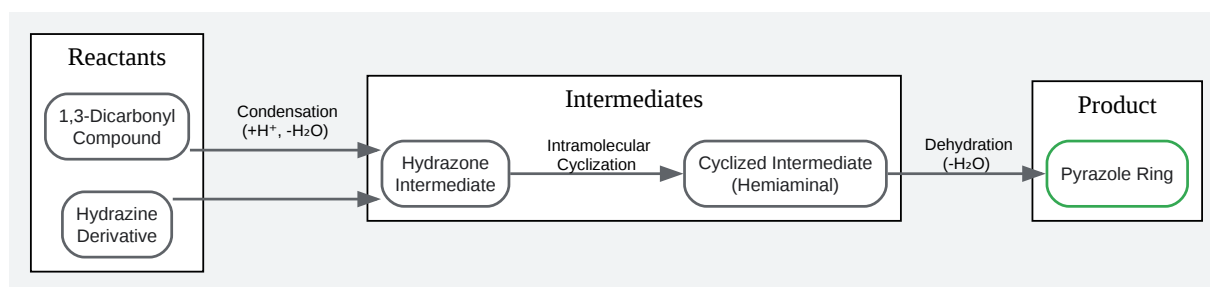 Reactants
1,3-Dicarbonyl
Compound
Hydrazine
Derivative
Condensation
(+H⁺, -H₂O)
Intermediates
Hydrazone
Intermediate
Intramolecular
Cyclization
Cyclized Intermediate
(Hemiaminal)
Dehydration
(-H₂O)
Product
Pyrazole Ring